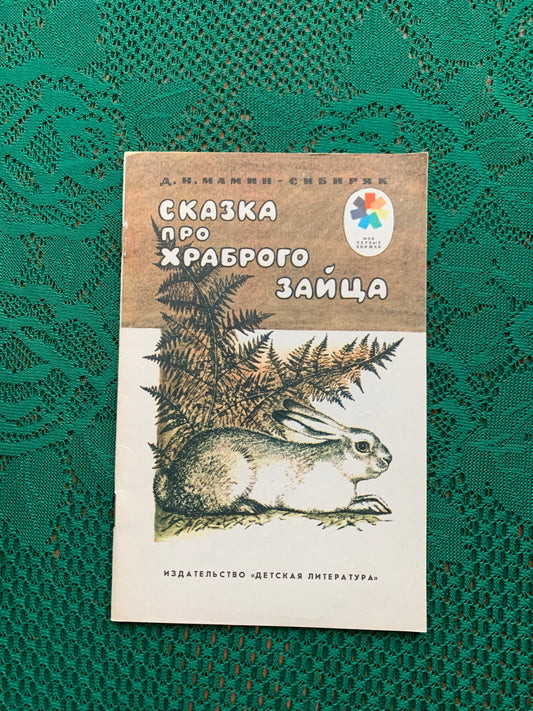 Д. Н. МАМИН-СИБИРЯК
СКАЗКА
ПРО
ХРАБРОГО
ЗАЙЦА
МОИ
ПЕРВЫЕ
КНИЖКИ
ИЗДАТЕЛЬСТВО «ДЕТСКАЯ ЛИТЕРАТУРА»